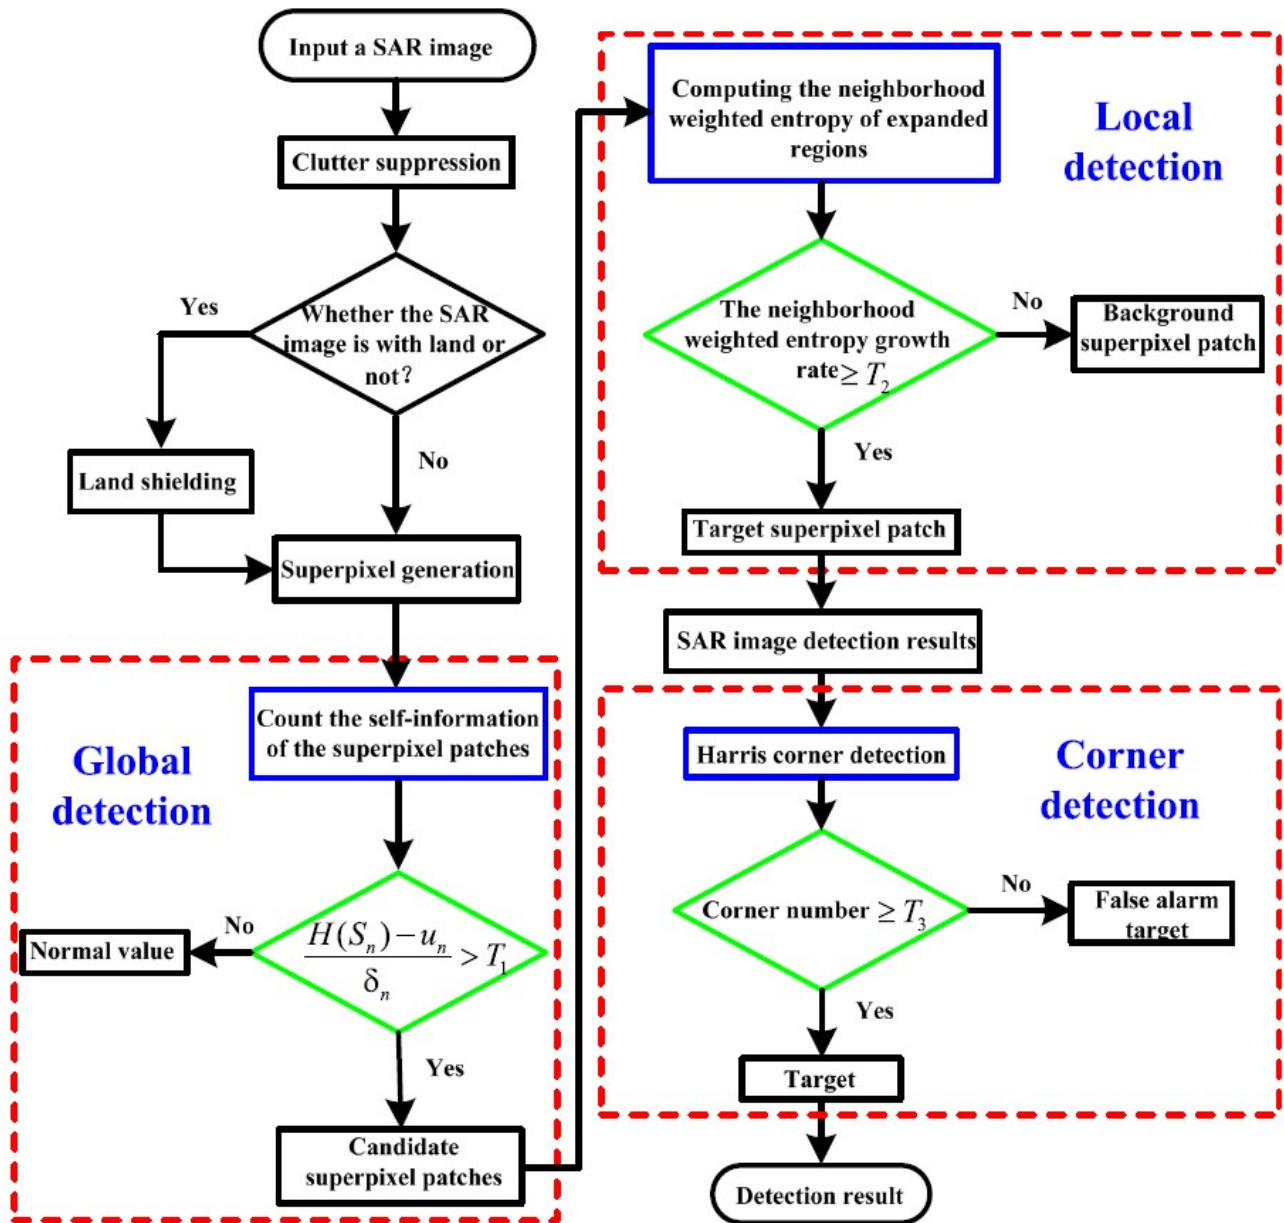 Input a SAR image
Clutter suppression
Whether the SAR
image is with land or
not?
Yes
No
Land shielding
Superpixel generation
Global
detection
Count the self-information
of the superpixel patches
(H(Sₙ) − uₙ) / δₙ > T₁
No
Normal value
Yes
Candidate
superpixel patches
Local
detection
Computing the neighborhood
weighted entropy of expanded
regions
The neighborhood
weighted entropy growth
rate ≥ T₂
No
Background
superpixel patch
Yes
Target superpixel patch
SAR image detection results
Corner
detection
Harris corner detection
Corner number ≥ T₃
No
False alarm
target
Yes
Target
Detection result